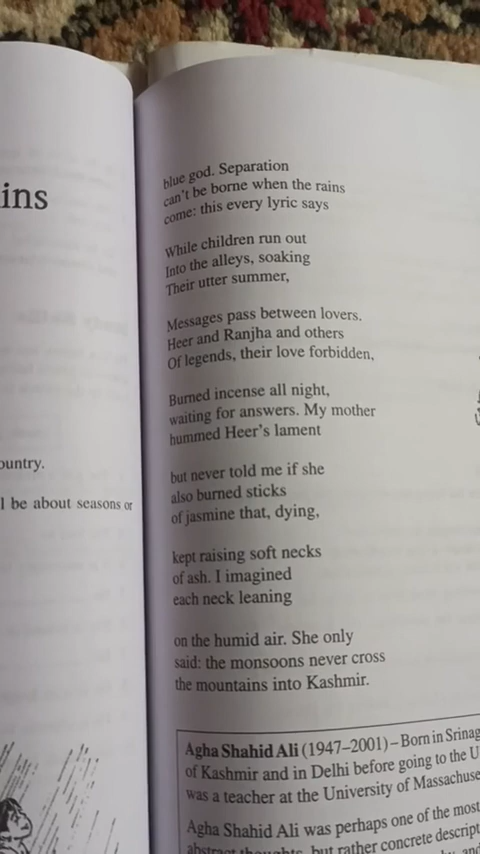 ins
ountry.
l be about seasons or
blue god. Separation
can't be borne when the rains
come: this every lyric says
While children run out
Into the alleys, soaking
Their utter summer,
Messages pass between lovers.
Heer and Ranjha and others
Of legends, their love forbidden,
Burned incense all night,
waiting for answers. My mother
hummed Heer's lament
but never told me if she
also burned sticks
of jasmine that, dying,
kept raising soft necks
of ash. I imagined
each neck leaning
on the humid air. She only
said: the monsoons never cross
the mountains into Kashmir.
Agha Shahid Ali (1947–2001) – Born in Srinag
of Kashmir and in Delhi before going to the U
was a teacher at the University of Massachuse
Agha Shahid Ali was perhaps one of the most
abstract thoughts, but rather concrete descript